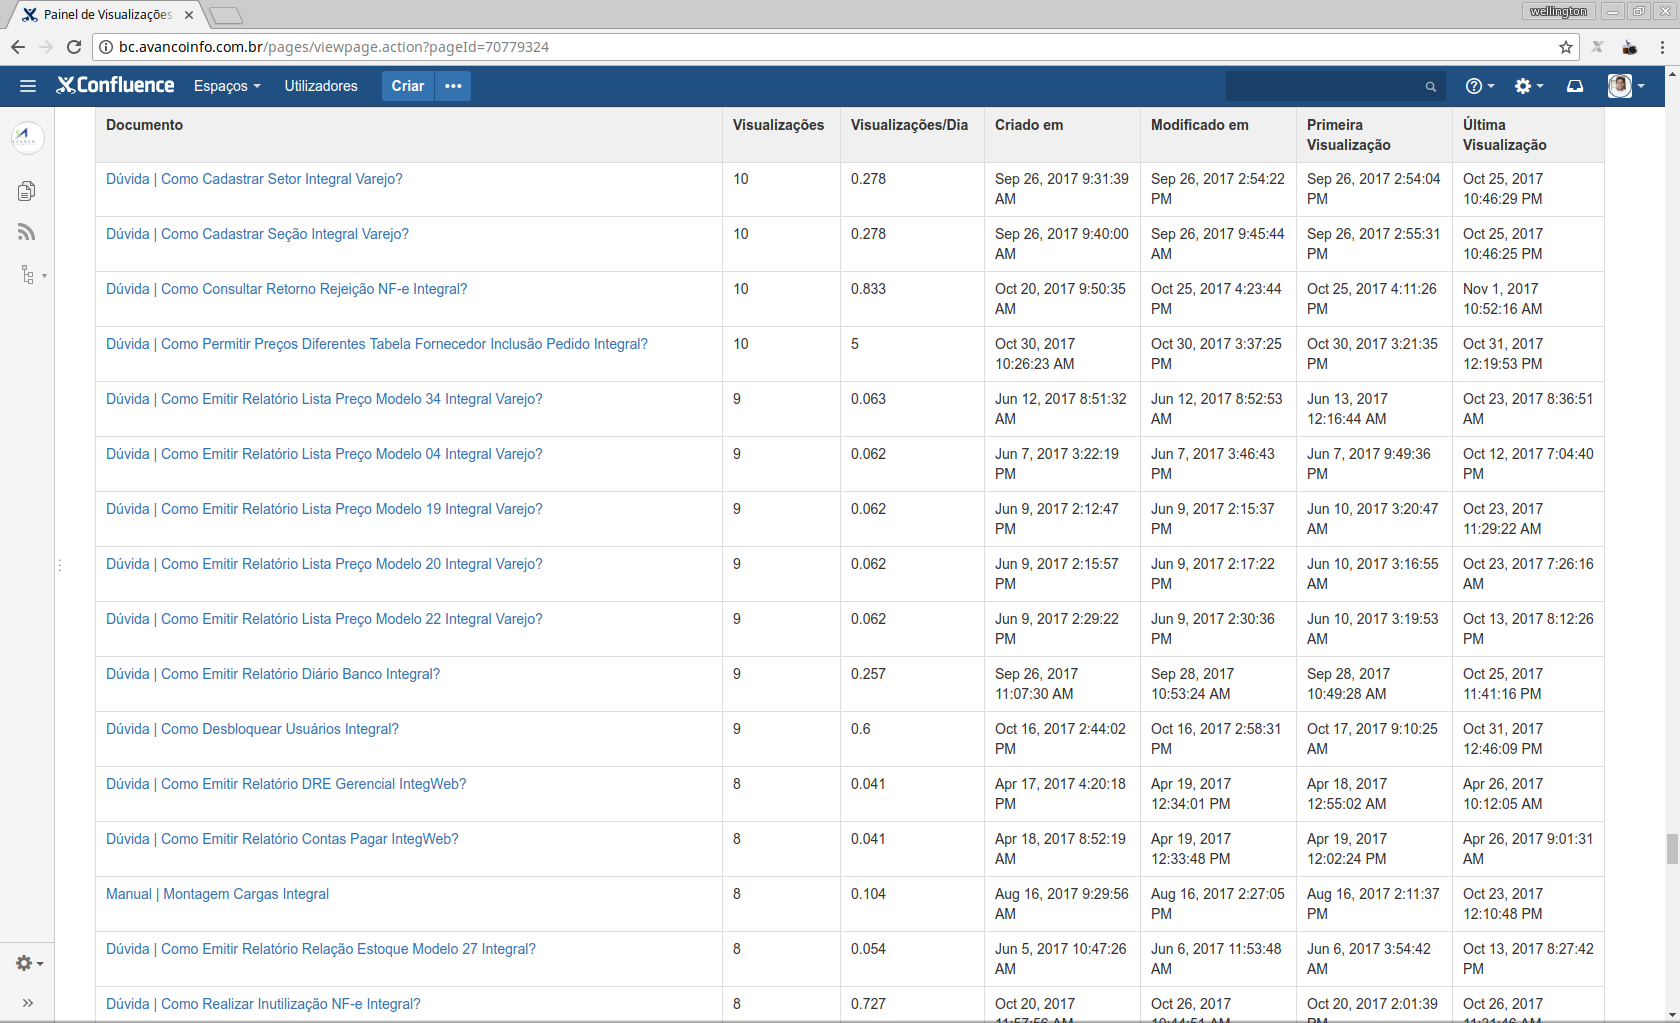 Painel de Visualizações
wellington
bc.avancoinfo.com.br/pages/viewpage.action?pageId=70779324
Confluence Espaços Utilizadores Criar •••
Documento Visualizações Visualizações/Dia Criado em Modificado em Primeira Última
Visualização Visualização
Dúvida | Como Cadastrar Setor Integral Varejo? 10 0.278 Sep 26, 2017 9:31:39 Sep 26, 2017 2:54:22 Sep 26, 2017 2:54:04 Oct 25, 2017
AM PM PM 10:46:29 PM
Dúvida | Como Cadastrar Seção Integral Varejo? 10 0.278 Sep 26, 2017 9:40:00 Sep 26, 2017 9:45:44 Sep 26, 2017 2:55:31 Oct 25, 2017
AM AM PM 10:46:25 PM
Dúvida | Como Consultar Retorno Rejeição NF-e Integral? 10 0.833 Oct 20, 2017 9:50:35 Oct 25, 2017 4:23:44 Oct 25, 2017 4:11:26 Nov 1, 2017
AM PM PM 10:52:16 AM
Dúvida | Como Permitir Preços Diferentes Tabela Fornecedor Inclusão Pedido Integral? 10 5 Oct 30, 2017 Oct 30, 2017 3:37:25 Oct 30, 2017 3:21:35 Oct 31, 2017
10:26:23 AM PM PM 12:19:53 PM
Dúvida | Como Emitir Relatório Lista Preço Modelo 34 Integral Varejo? 9 0.063 Jun 12, 2017 8:51:32 Jun 12, 2017 8:52:53 Jun 13, 2017 Oct 23, 2017 8:36:51
AM AM 12:16:44 AM AM
Dúvida | Como Emitir Relatório Lista Preço Modelo 04 Integral Varejo? 9 0.062 Jun 7, 2017 3:22:19 Jun 7, 2017 3:46:43 Jun 7, 2017 9:49:36 Oct 12, 2017 7:04:40
PM PM PM PM
Dúvida | Como Emitir Relatório Lista Preço Modelo 19 Integral Varejo? 9 0.062 Jun 9, 2017 2:12:47 Jun 9, 2017 2:15:37 Jun 10, 2017 3:20:47 Oct 23, 2017
PM PM AM 11:29:22 AM
Dúvida | Como Emitir Relatório Lista Preço Modelo 20 Integral Varejo? 9 0.062 Jun 9, 2017 2:15:57 Jun 9, 2017 2:17:22 Jun 10, 2017 3:16:55 Oct 23, 2017 7:26:16
PM PM AM AM
Dúvida | Como Emitir Relatório Lista Preço Modelo 22 Integral Varejo? 9 0.062 Jun 9, 2017 2:29:22 Jun 9, 2017 2:30:36 Jun 10, 2017 3:19:53 Oct 13, 2017 8:12:26
PM PM AM PM
Dúvida | Como Emitir Relatório Diário Banco Integral? 9 0.257 Sep 26, 2017 Sep 28, 2017 Sep 28, 2017 Oct 25, 2017
11:07:30 AM 10:53:24 AM 10:49:28 AM 11:41:16 PM
Dúvida | Como Desbloquear Usuários Integral? 9 0.6 Oct 16, 2017 2:44:02 Oct 16, 2017 2:58:31 Oct 17, 2017 9:10:25 Oct 31, 2017
PM PM AM 12:46:09 PM
Dúvida | Como Emitir Relatório DRE Gerencial IntegWeb? 8 0.041 Apr 17, 2017 4:20:18 Apr 19, 2017 Apr 18, 2017 Apr 26, 2017
PM 12:34:01 PM 12:55:02 AM 10:12:05 AM
Dúvida | Como Emitir Relatório Contas Pagar IntegWeb? 8 0.041 Apr 18, 2017 8:52:19 Apr 19, 2017 Apr 19, 2017 Apr 26, 2017 9:01:31
AM 12:33:48 PM 12:02:24 PM AM
Manual | Montagem Cargas Integral 8 0.104 Aug 16, 2017 9:29:56 Aug 16, 2017 2:27:05 Aug 16, 2017 2:11:37 Oct 23, 2017
AM PM PM 12:10:48 PM
Dúvida | Como Emitir Relatório Relação Estoque Modelo 27 Integral? 8 0.054 Jun 5, 2017 10:47:26 Jun 6, 2017 11:53:48 Jun 6, 2017 3:54:42 Oct 13, 2017 8:27:42
AM AM AM PM
Dúvida | Como Realizar Inutilização NF-e Integral? 8 0.727 Oct 20, 2017 Oct 26, 2017 Oct 20, 2017 2:01:39 Oct 26, 2017